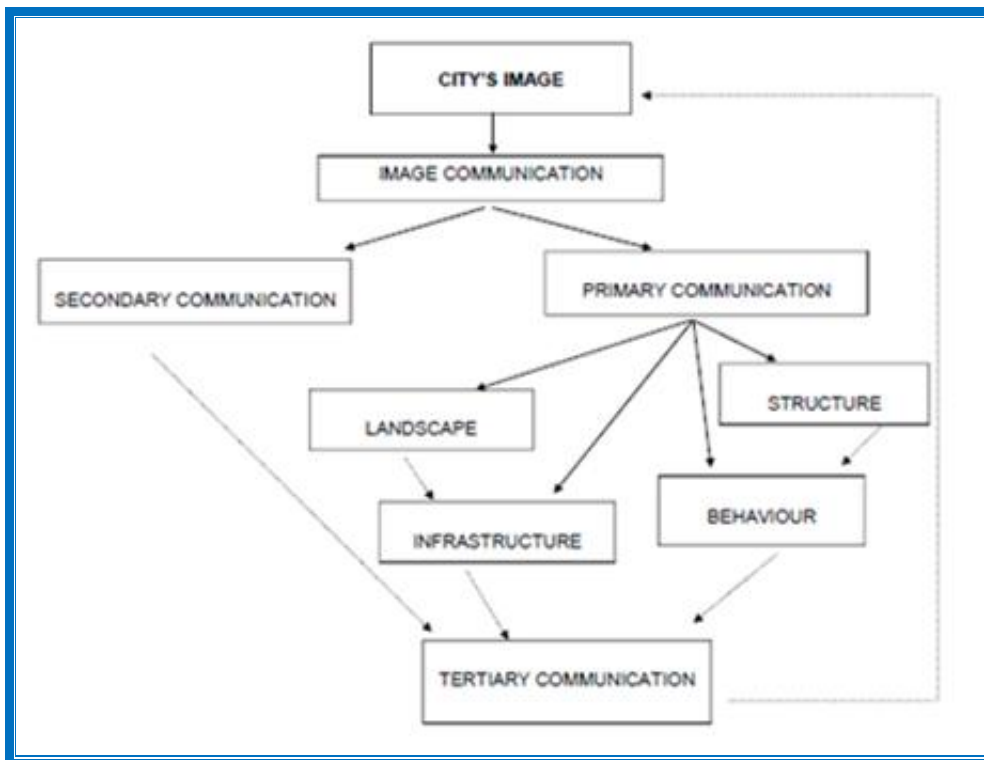 CITY'S IMAGE
IMAGE COMMUNICATION
SECONDARY COMMUNICATION
PRIMARY COMMUNICATION
LANDSCAPE
STRUCTURE
INFRASTRUCTURE
BEHAVIOUR
TERTIARY COMMUNICATION